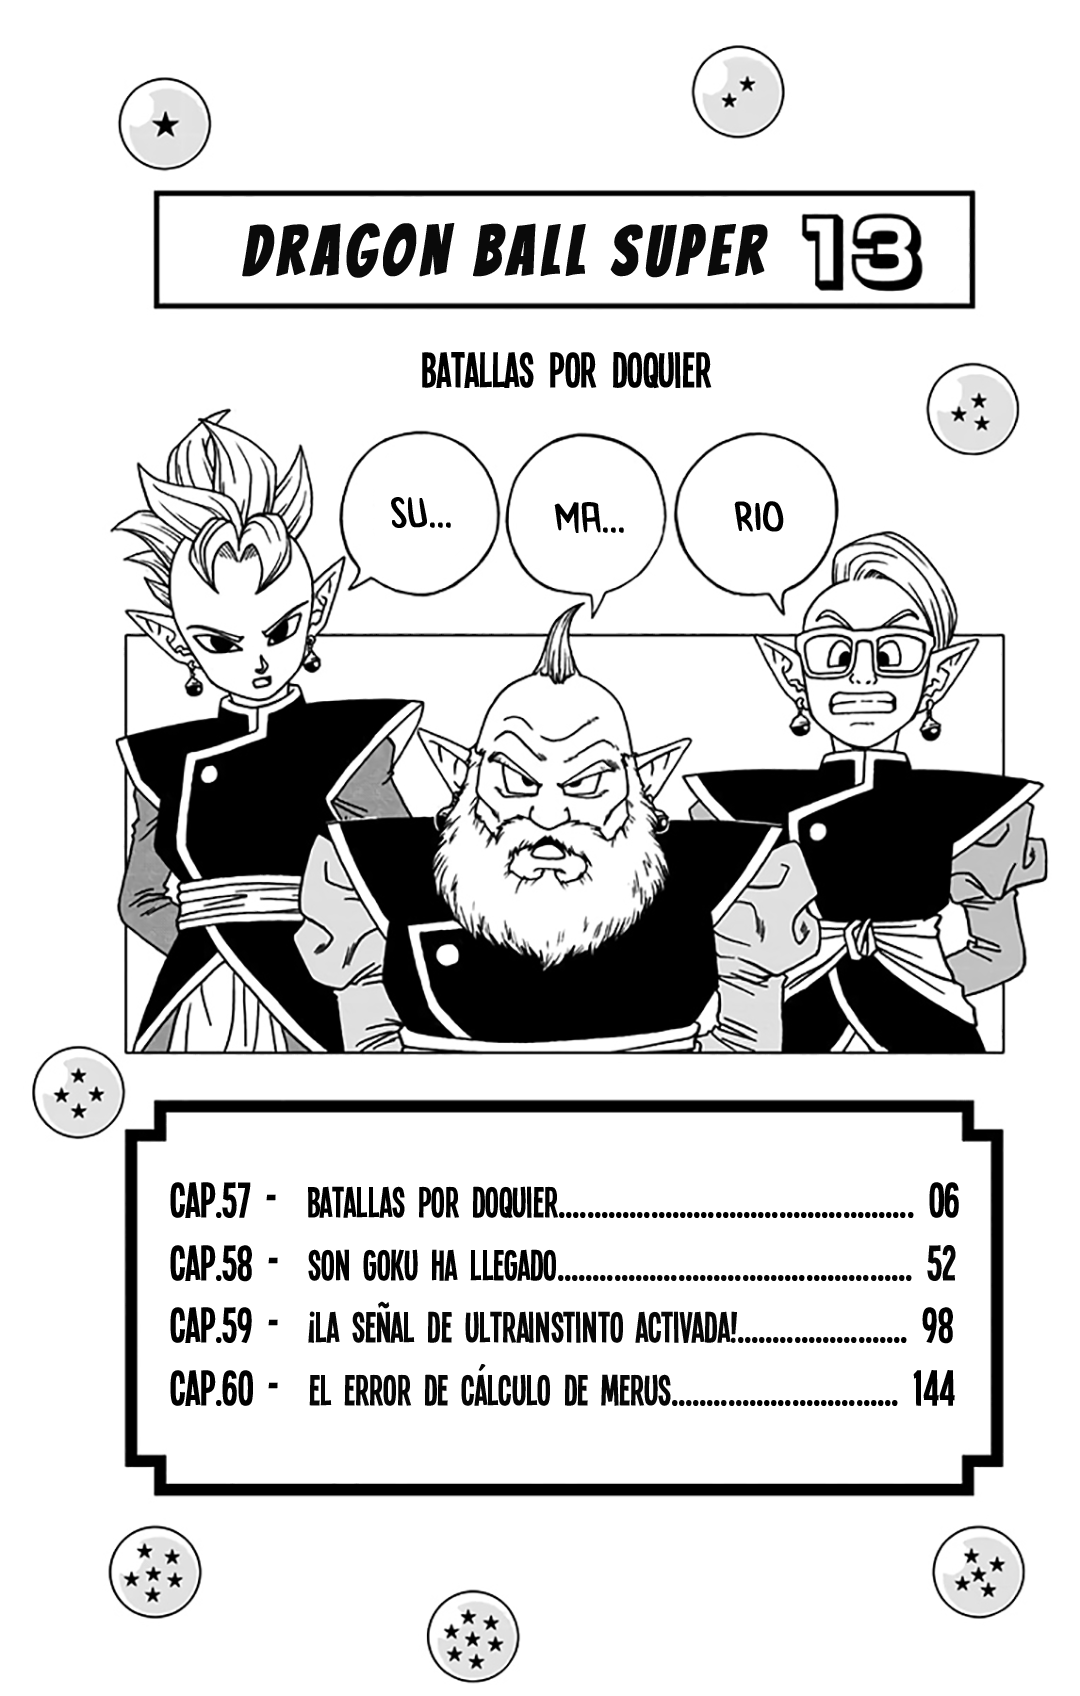 DRAGON BALL SUPER 13
BATALLAS POR DOQUIER
SU...
MA...
RIO
CAP.57 - BATALLAS POR DOQUIER.................................................. 06
CAP.58 - SON GOKU HA LLEGADO.................................................. 52
CAP.59 - ¡LA SEÑAL DE ULTRAINSTINTO ACTIVADA!........................ 98
CAP.60 - EL ERROR DE CÁLCULO DE MERUS................................ 144